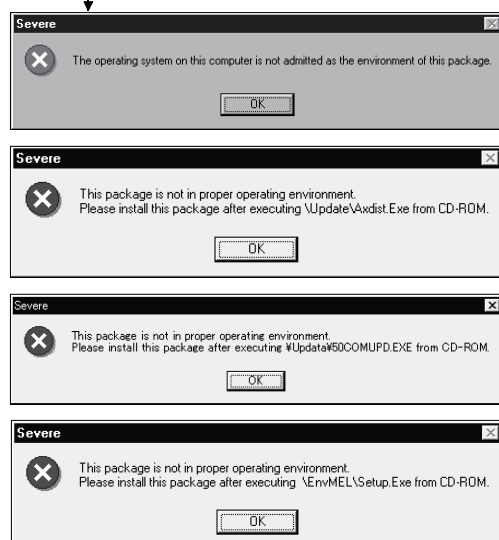 Severe
The operating system on this computer is not admitted as the environment of this package.
OK
Severe
This package is not in proper operating environment.
Please install this package after executing \Update\Axdist.Exe from CD-ROM.
OK
Severe
This package is not in proper operating environment.
Please install this package after executing ¥Updata¥50COMUPD.EXE from CD-ROM.
OK
Severe
This package is not in proper operating environment.
Please install this package after executing \EnvMEL\Setup.Exe from CD-ROM.
OK